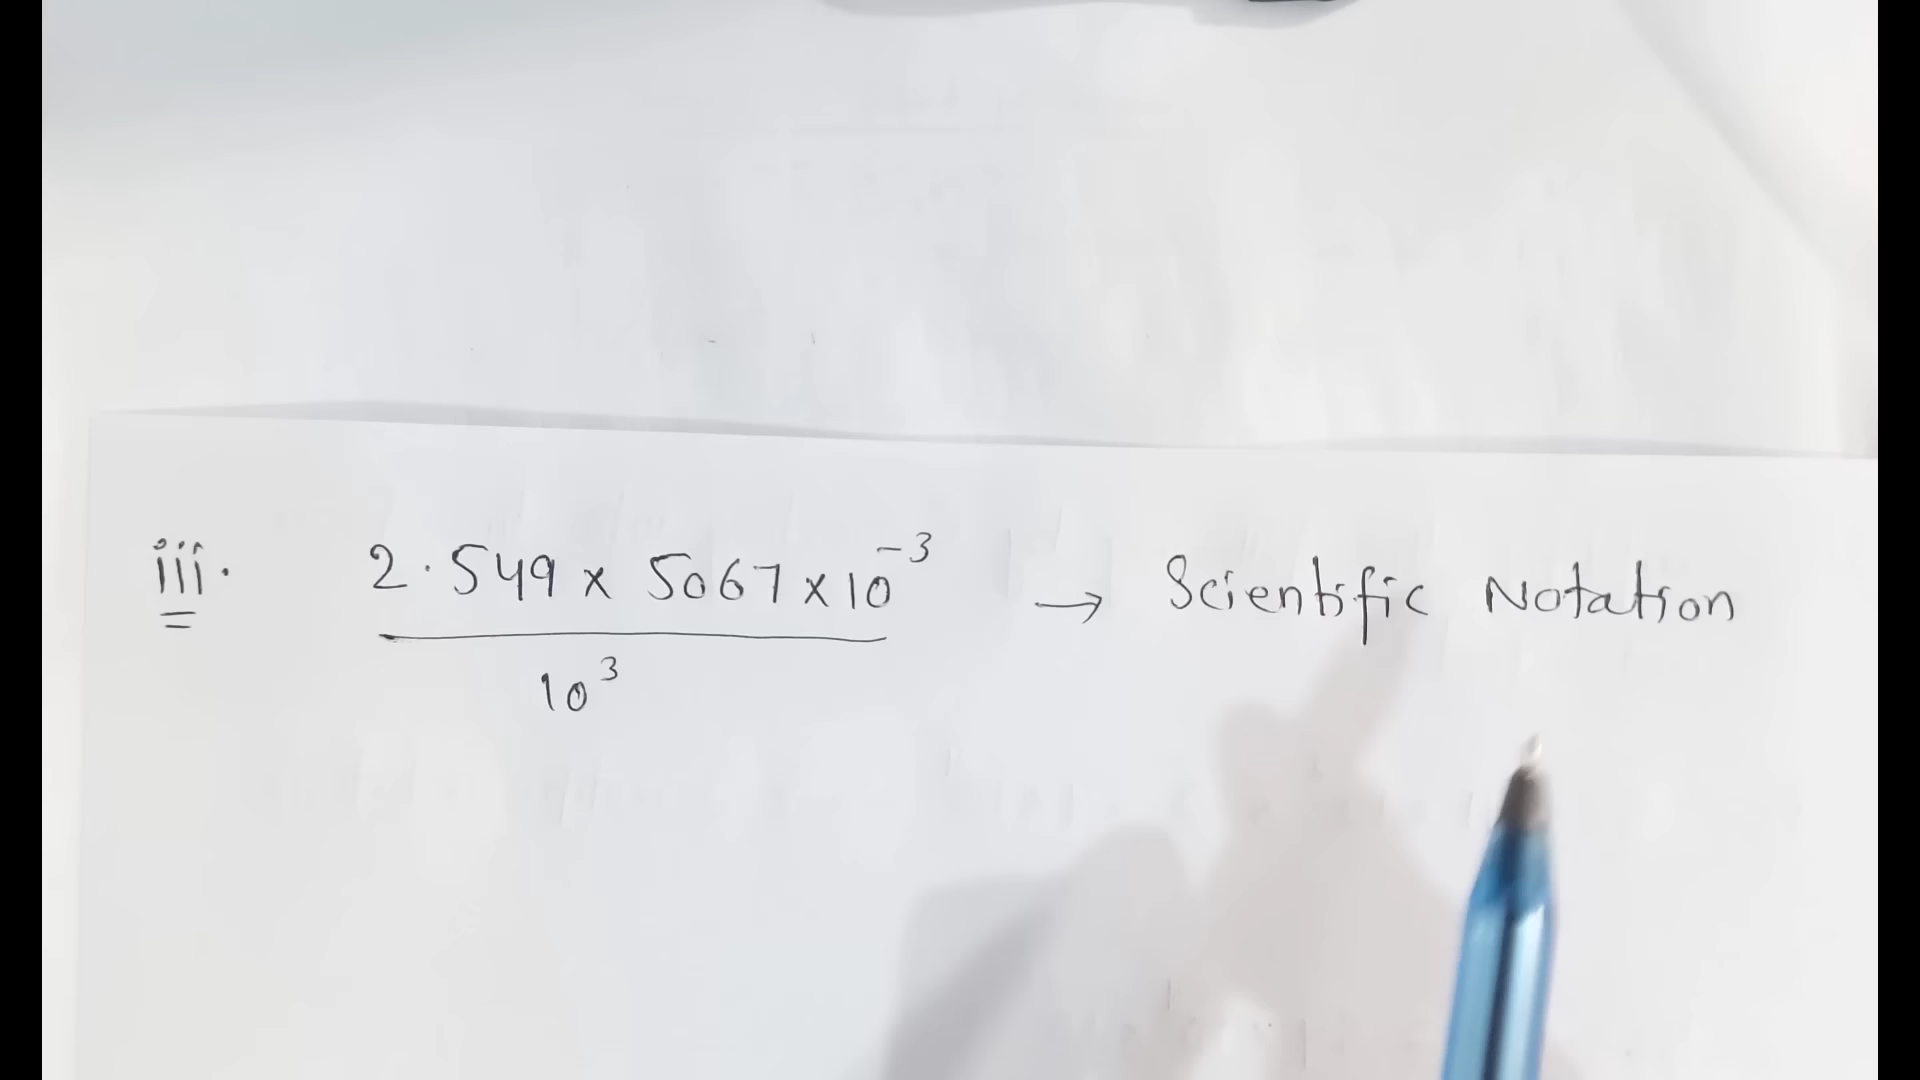 iii. 2.549 x 5067 x 10^-3 → Scientific Notation
10^3